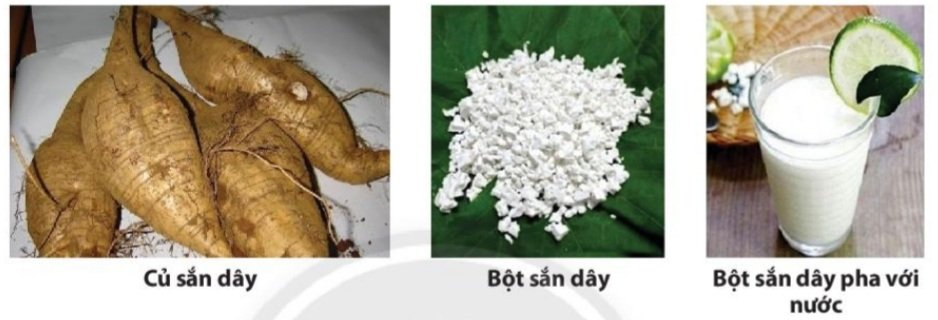 Củ sắn dây
Bột sắn dây
Bột sắn dây pha với
nước